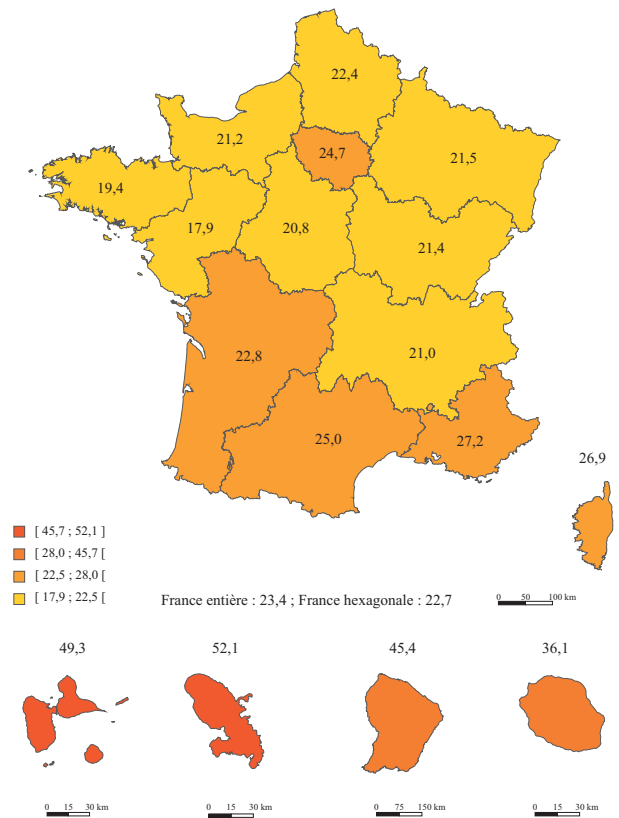 22,4
21,2
24,7
21,5
19,4
17,9
20,8
21,4
22,8
21,0
25,0
27,2
26,9
[ 45,7 ; 52,1 ]
[ 28,0 ; 45,7 [
[ 22,5 ; 28,0 [
[ 17,9 ; 22,5 [
France entière : 23,4 ; France hexagonale : 22,7
0 50 100 km
49,3
52,1
45,4
36,1
0 15 30 km
0 15 30 km
0 75 150 km
0 15 30 km